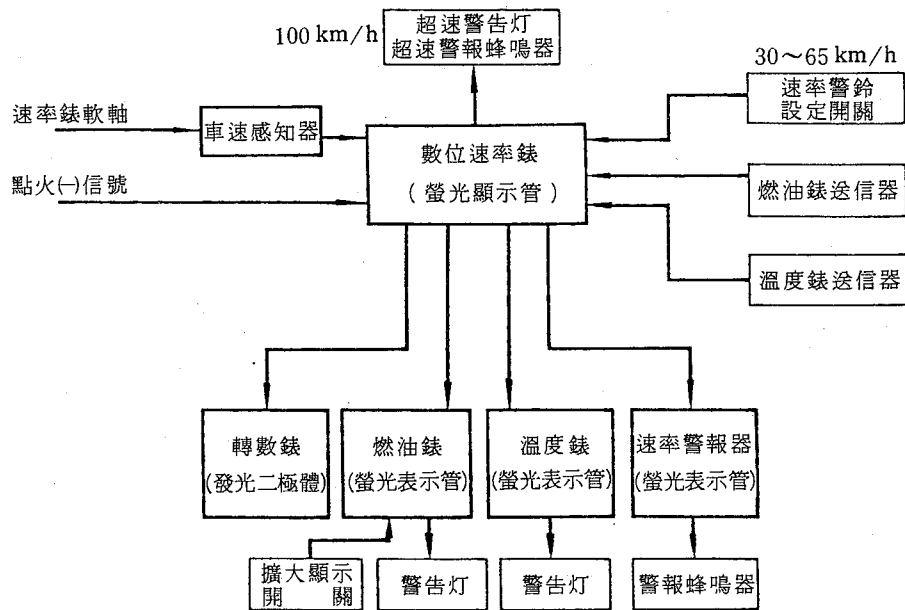 100 km/h
超速警告灯
超速警報蜂鳴器
30～65 km/h
速率警鈴
設定開關
速率錶軟軸
車速感知器
數位速率錶
(螢光顯示管)
點火㈠信號
燃油錶送信器
溫度錶送信器
轉數錶
(發光二極體)
燃油錶
(螢光表示管)
溫度錶
(螢光表示管)
速率警報器
(螢光表示管)
擴大顯示
開關
警告灯
警告灯
警報蜂鳴器